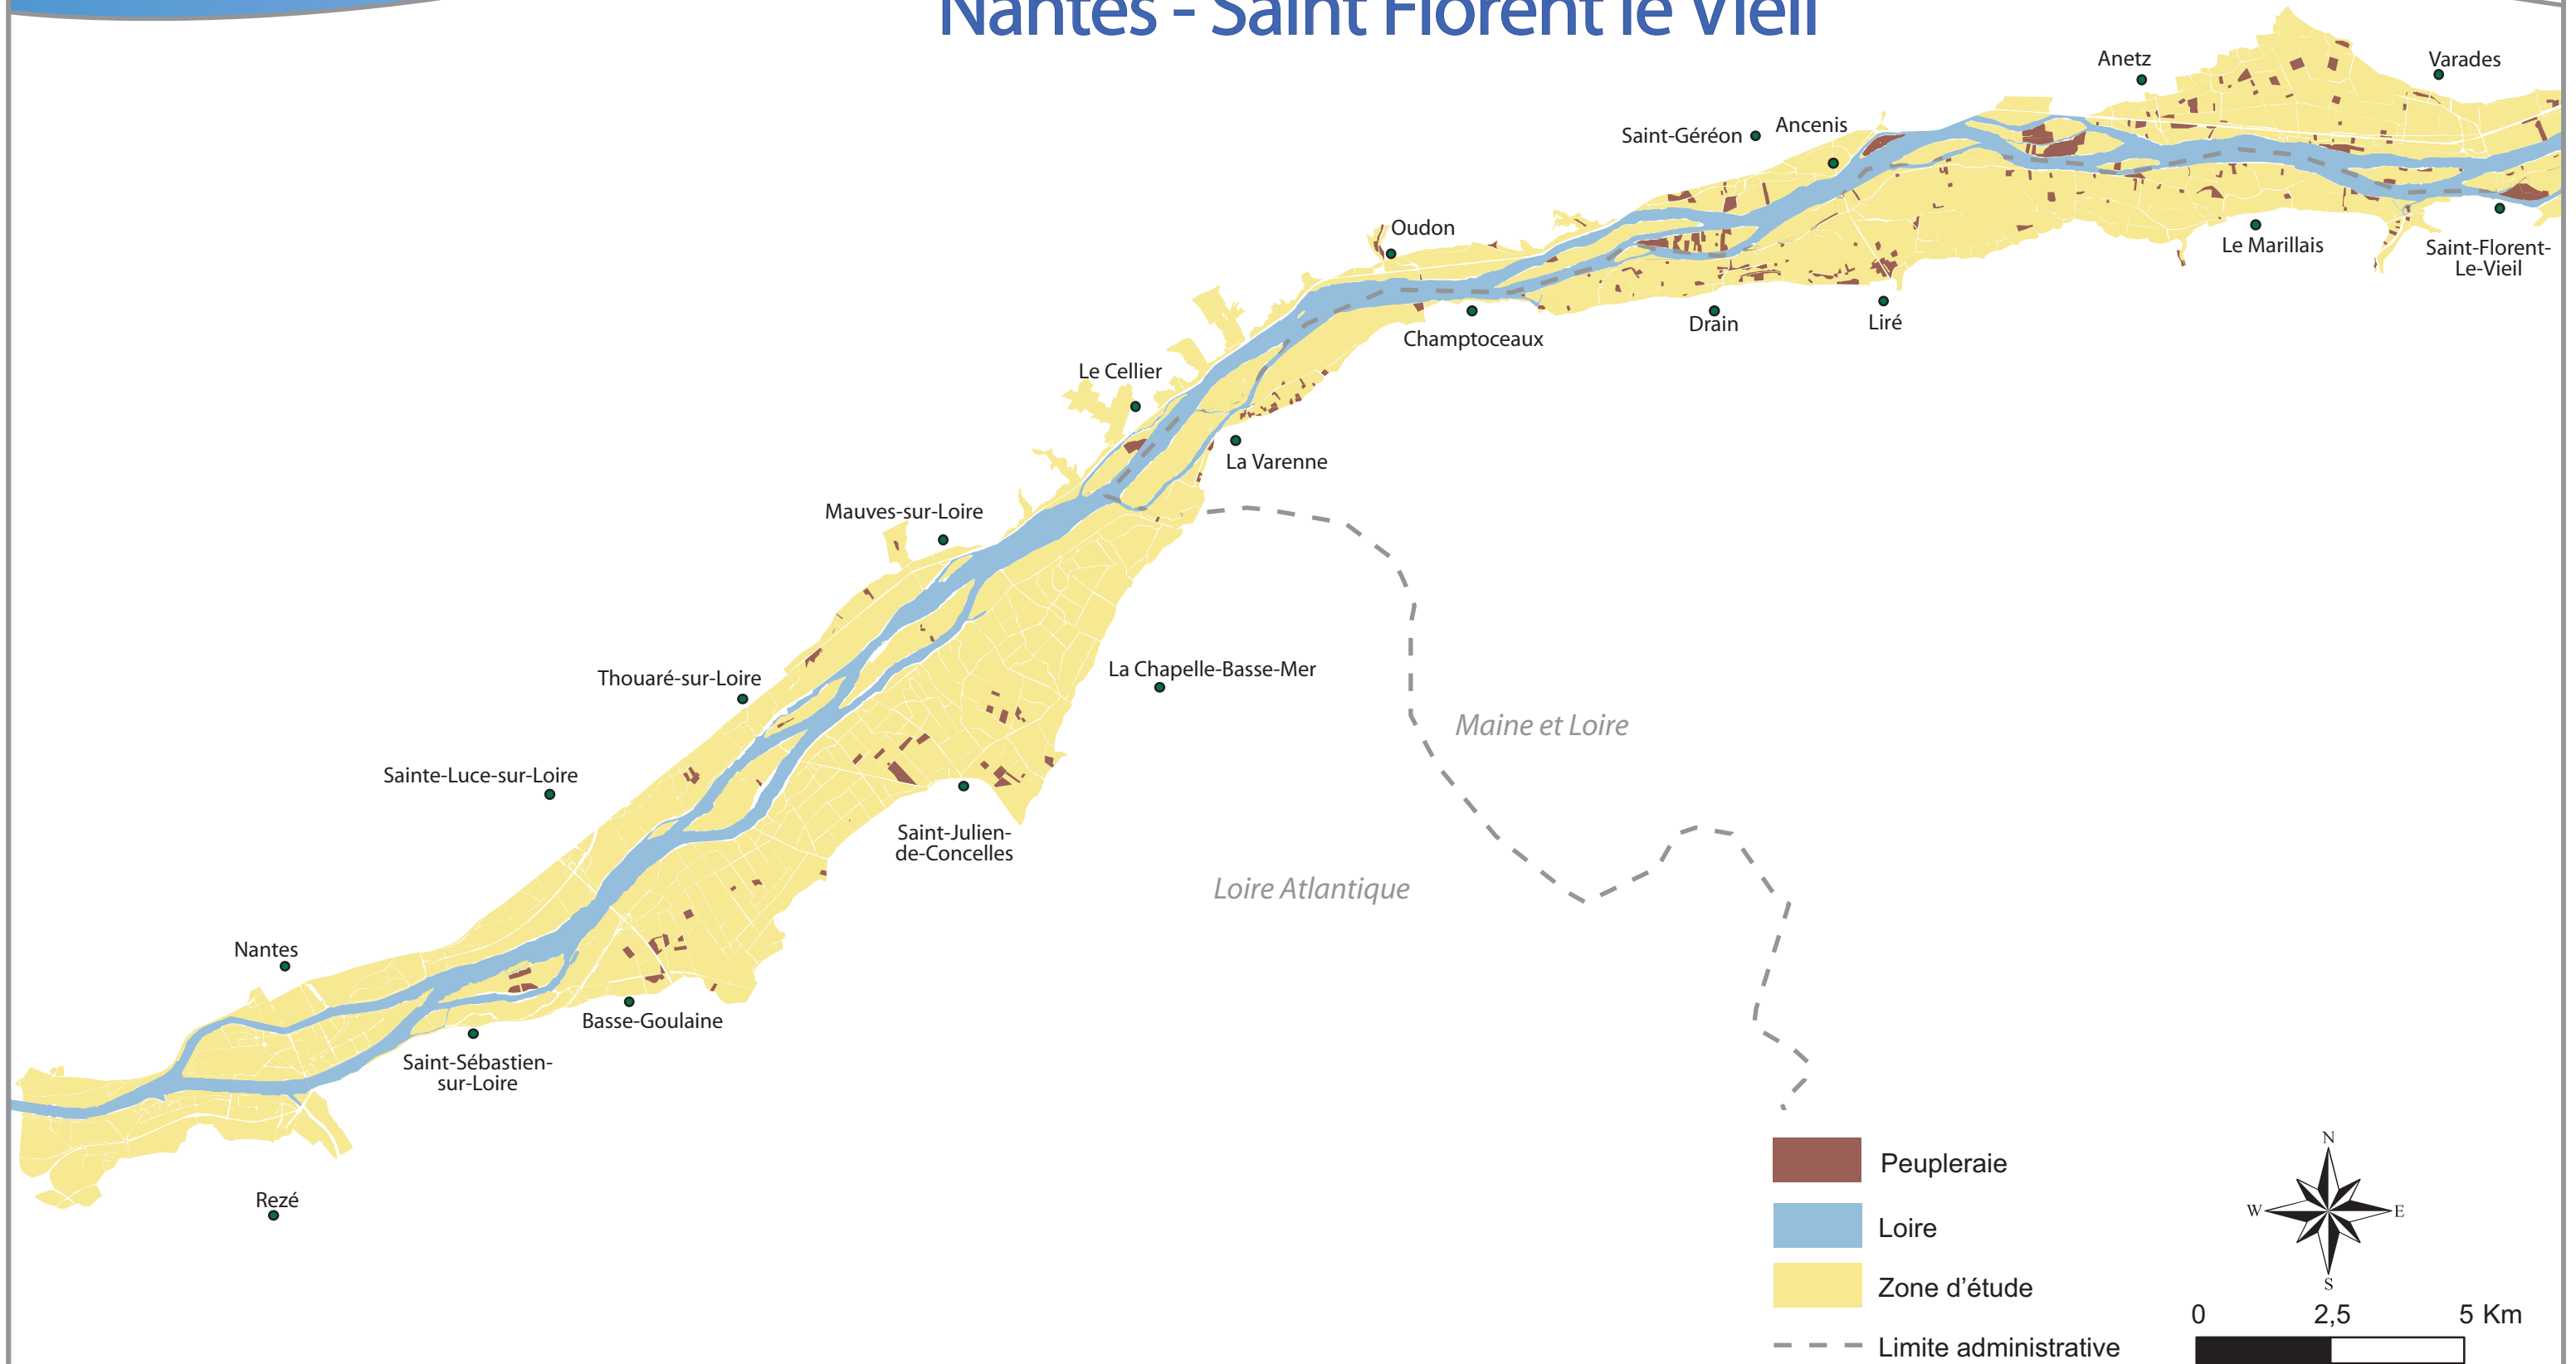 Nantes - Saint Florent le Vieil
Anetz
Varades
Saint-Géréon
Ancenis
Oudon
Le Marillais
Saint-Florent-
Le-Vieil
Champtoceaux
Drain
Liré
Le Cellier
La Varenne
Mauves-sur-Loire
Thouaré-sur-Loire
La Chapelle-Basse-Mer
Maine et Loire
Sainte-Luce-sur-Loire
Saint-Julien-
de-Concelles
Loire Atlantique
Nantes
Basse-Goulaine
Saint-Sébastien-
sur-Loire
Rezé
Peupleraie
Loire
Zone d'étude
Limite administrative
N
W
E
S
0 2,5 5 Km